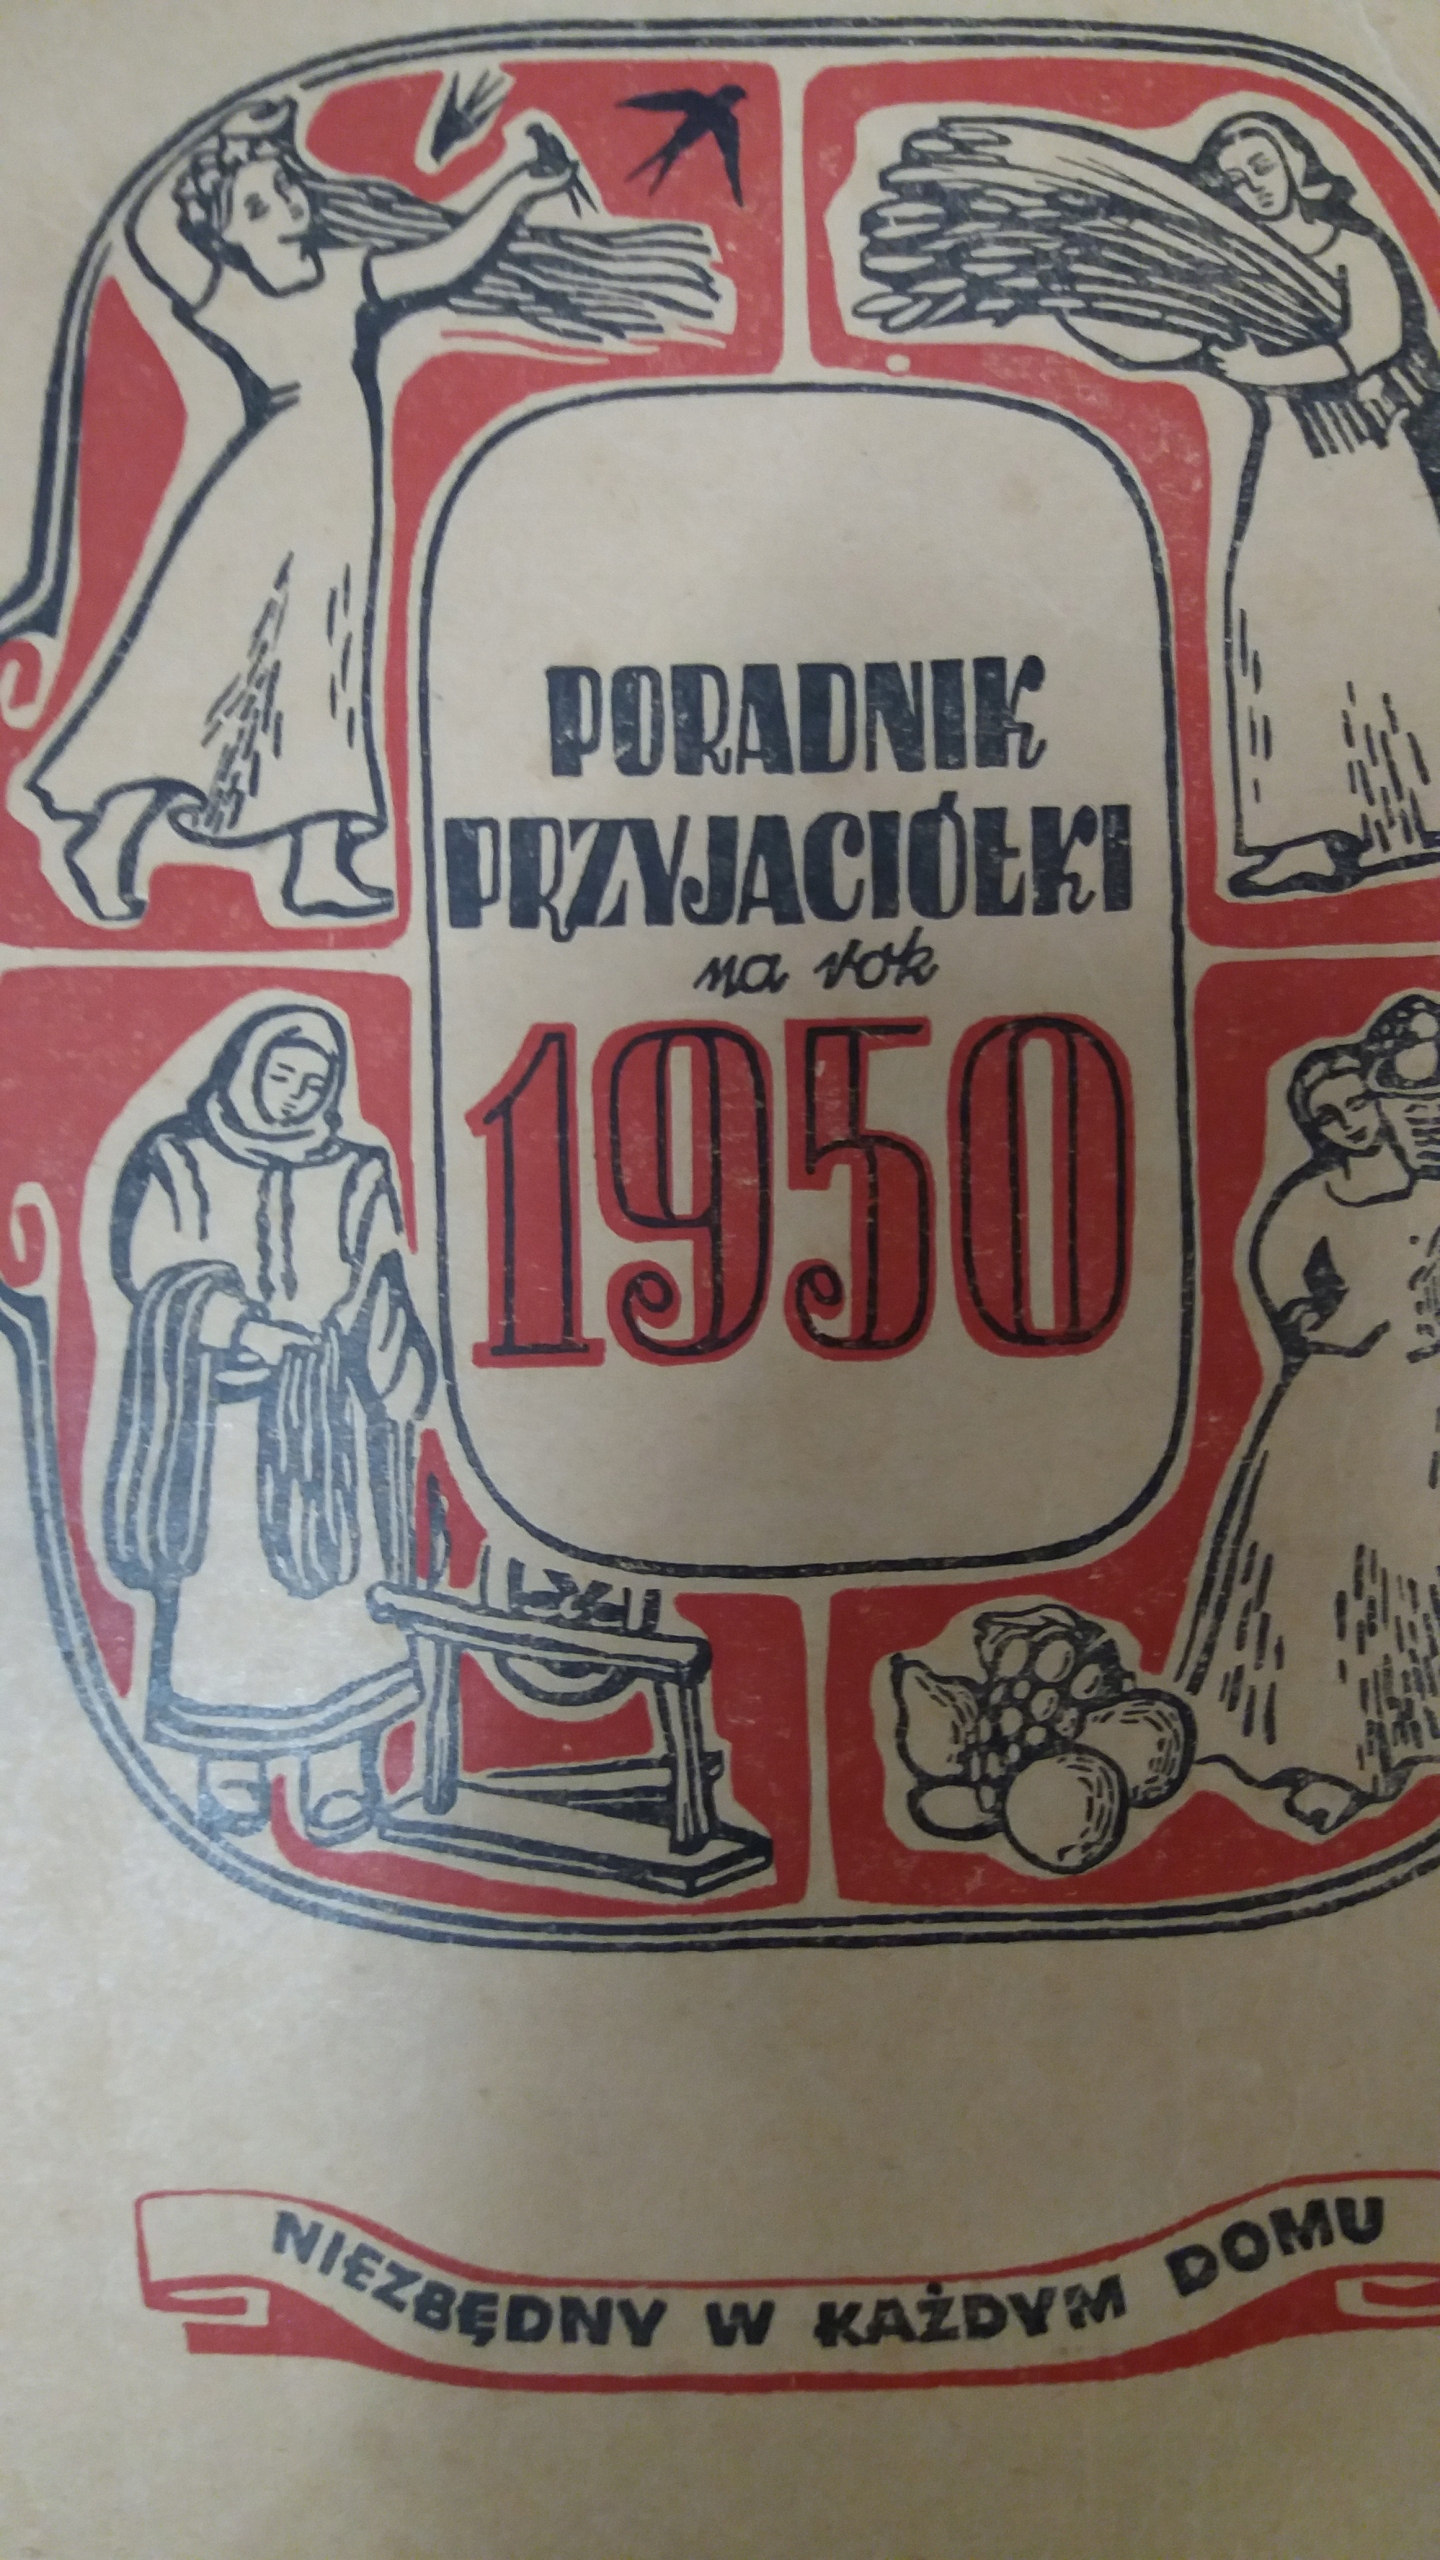 PORADNIK
PRZYJACIÓŁKI
na rok
1950
NIEZBĘDNY W KAŻDYM DOMU